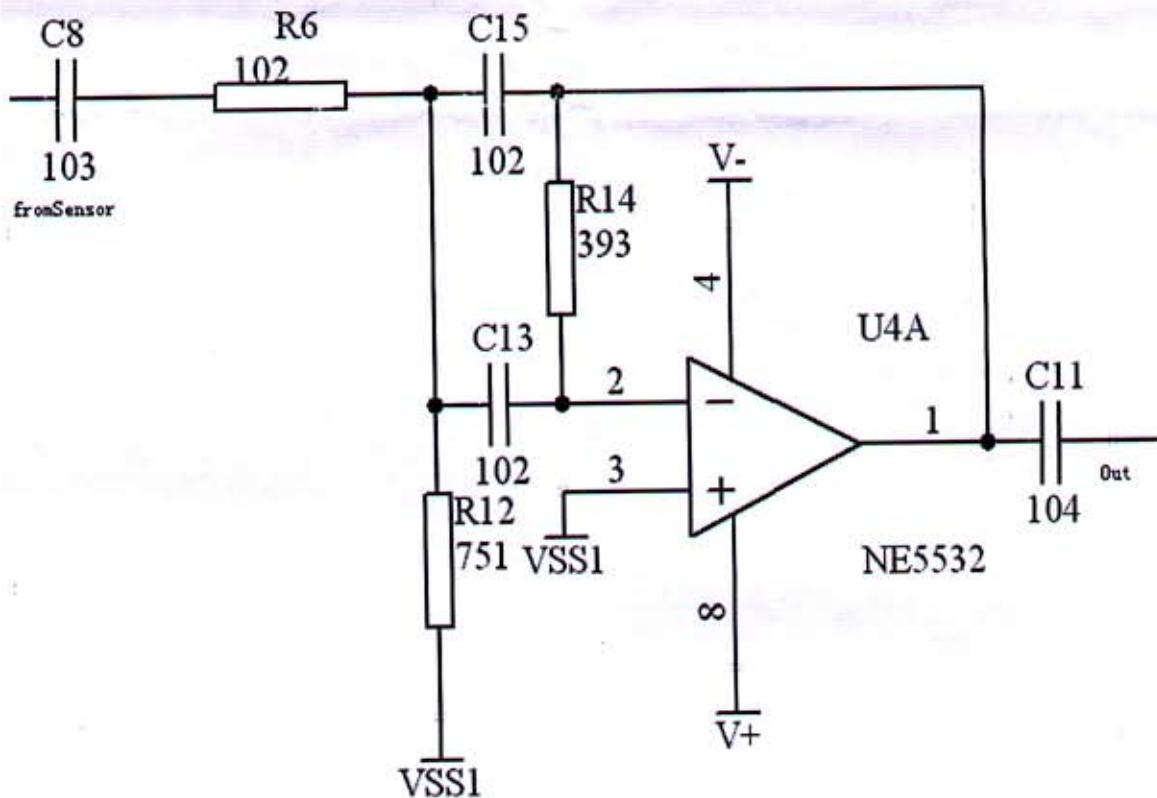 C8
R6
C15
102
103
102
fromSensor
V-
R14
393
4
U4A
C13
2
C11
−
1
102
3
+
Out
R12
751
VSS1
104
NE5532
8
V+
VSS1